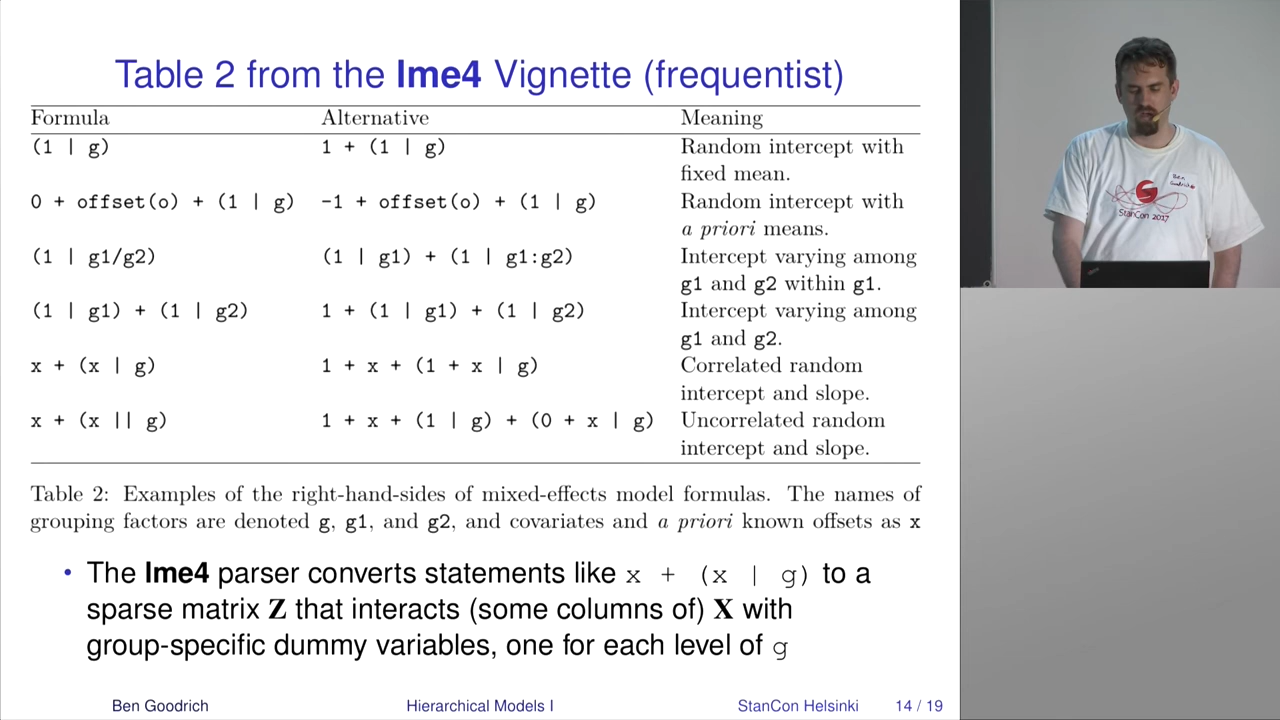 Table 2 from the lme4 Vignette (frequentist)
Formula Alternative Meaning
(1 | g) 1 + (1 | g) Random intercept with
fixed mean.
0 + offset(o) + (1 | g) -1 + offset(o) + (1 | g) Random intercept with
a priori means.
(1 | g1/g2) (1 | g1) + (1 | g1:g2) Intercept varying among
g1 and g2 within g1.
(1 | g1) + (1 | g2) 1 + (1 | g1) + (1 | g2) Intercept varying among
g1 and g2.
x + (x | g) 1 + x + (1 + x | g) Correlated random
intercept and slope.
x + (x || g) 1 + x + (1 | g) + (0 + x | g) Uncorrelated random
intercept and slope.
Table 2: Examples of the right-hand-sides of mixed-effects model formulas. The names of
grouping factors are denoted g, g1, and g2, and covariates and a priori known offsets as x
• The lme4 parser converts statements like x + (x | g) to a
sparse matrix Z that interacts (some columns of) X with
group-specific dummy variables, one for each level of g
Ben Goodrich Hierarchical Models I StanCon Helsinki 14 / 19
Ben
Goodrich
StanCon 2017